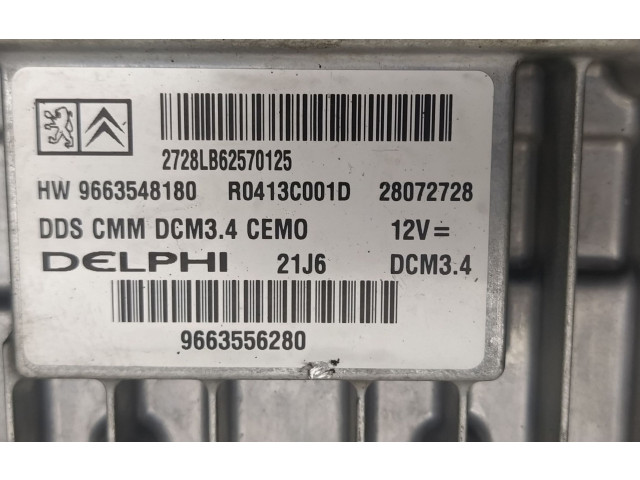 2728LB62570125
HW 9663548180 R0413C001D 28072728
DDS CMM DCM3.4 CEMO 12V=
DELPHI 21J6 DCM3.4
9663556280